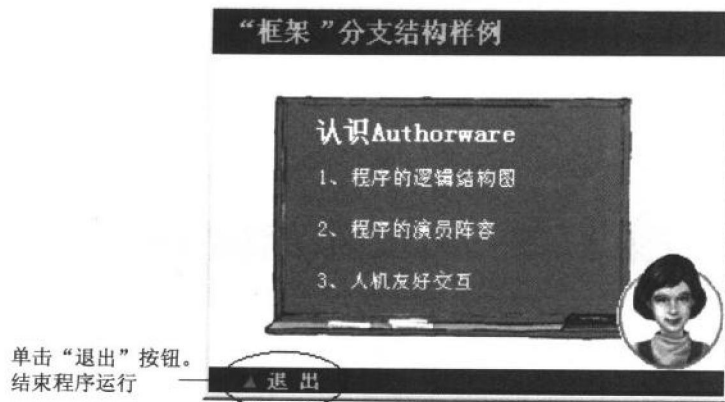 “框架”分支结构样例
认识Authorware
1、程序的逻辑结构图
2、程序的演员阵容
3、人机友好交互
单击“退出”按钮。
结束程序运行
▲退出